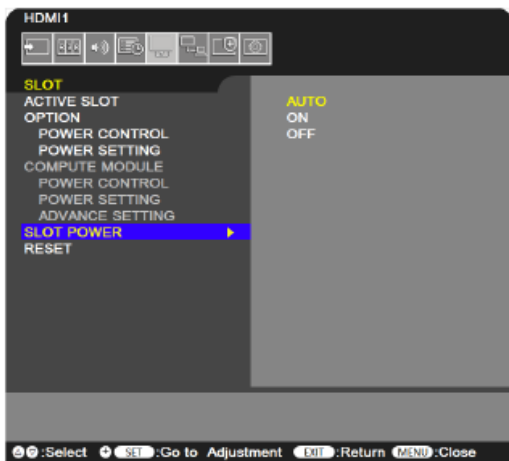 HDMI1
SLOT
ACTIVE SLOT AUTO
OPTION ON
POWER CONTROL OFF
POWER SETTING
COMPUTE MODULE
POWER CONTROL
POWER SETTING
ADVANCE SETTING
SLOT POWER
RESET
:Select SET :Go to Adjustment EXIT :Return MENU :Close